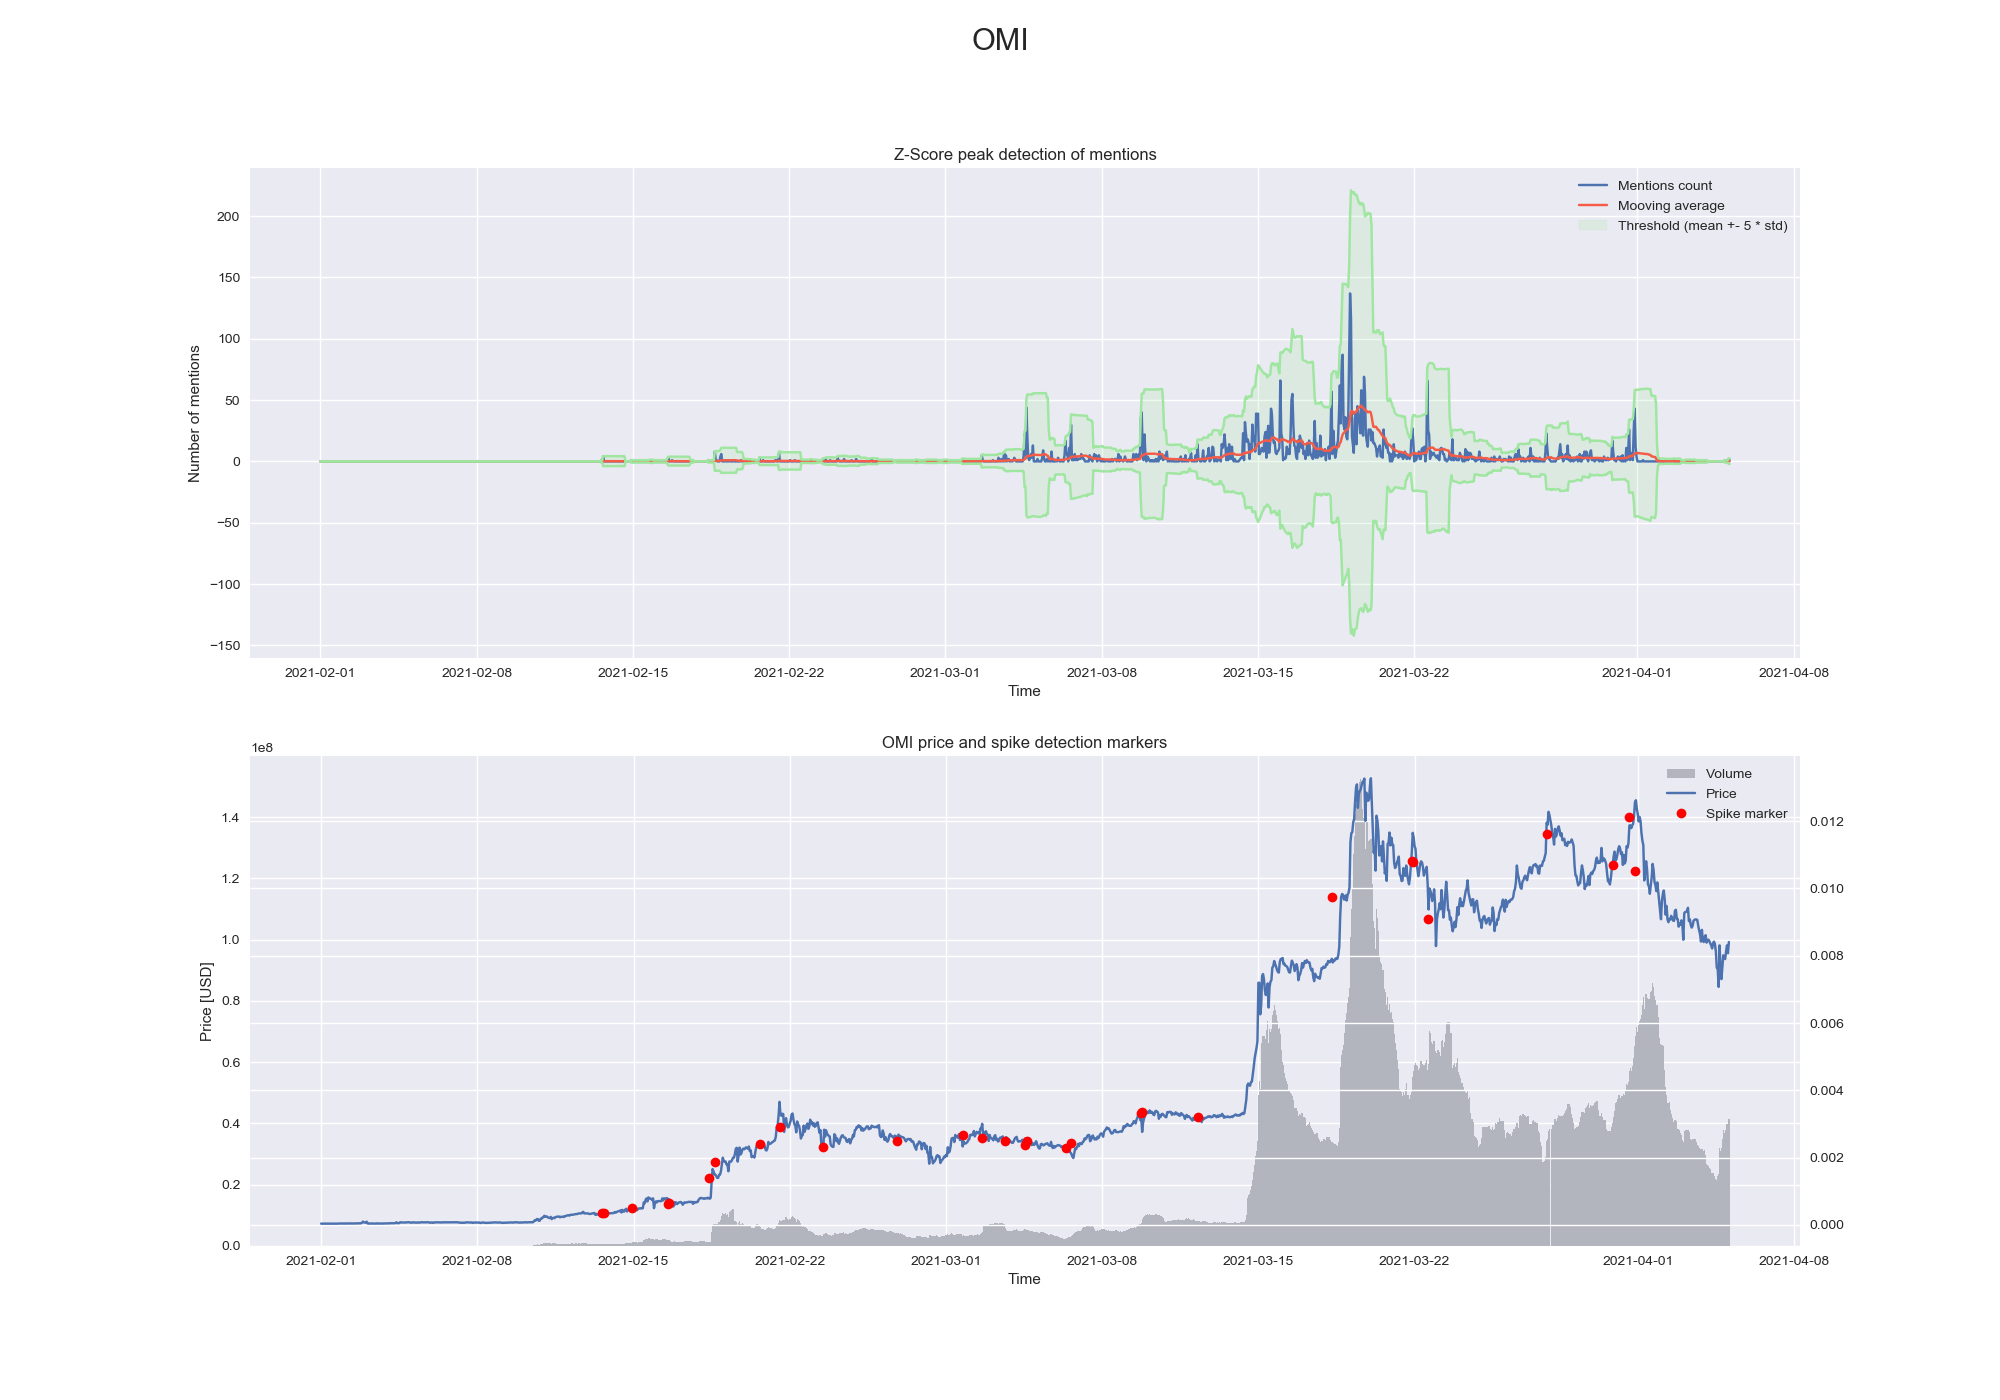 OMI
Z-Score peak detection of mentions
Mentions count
Mooving average
Threshold (mean +- 5 * std)
Number of mentions
200
150
100
50
0
−50
−100
−150
2021-02-01 2021-02-08 2021-02-15 2021-02-22 2021-03-01 2021-03-08 2021-03-15 2021-03-22 2021-04-01 2021-04-08
Time
OMI price and spike detection markers
1e8
Volume
Price
Spike marker
Price [USD]
1.4
1.2
1.0
0.8
0.6
0.4
0.2
0.0
0.012
0.010
0.008
0.006
0.004
0.002
0.000
2021-02-01 2021-02-08 2021-02-15 2021-02-22 2021-03-01 2021-03-08 2021-03-15 2021-03-22 2021-04-01 2021-04-08
Time